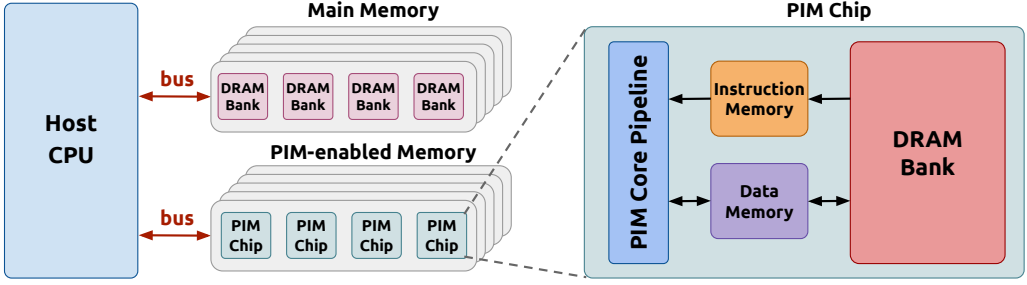 Main Memory
PIM Chip
Host
CPU
bus
DRAM
Bank
DRAM
Bank
DRAM
Bank
DRAM
Bank
PIM-enabled Memory
bus
PIM
Chip
PIM
Chip
PIM
Chip
PIM
Chip
PIM Core Pipeline
Instruction
Memory
Data
Memory
DRAM
Bank